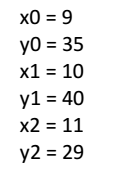 x0 = 9
y0 = 35
x1 = 10
y1 = 40
x2 = 11
y2 = 29